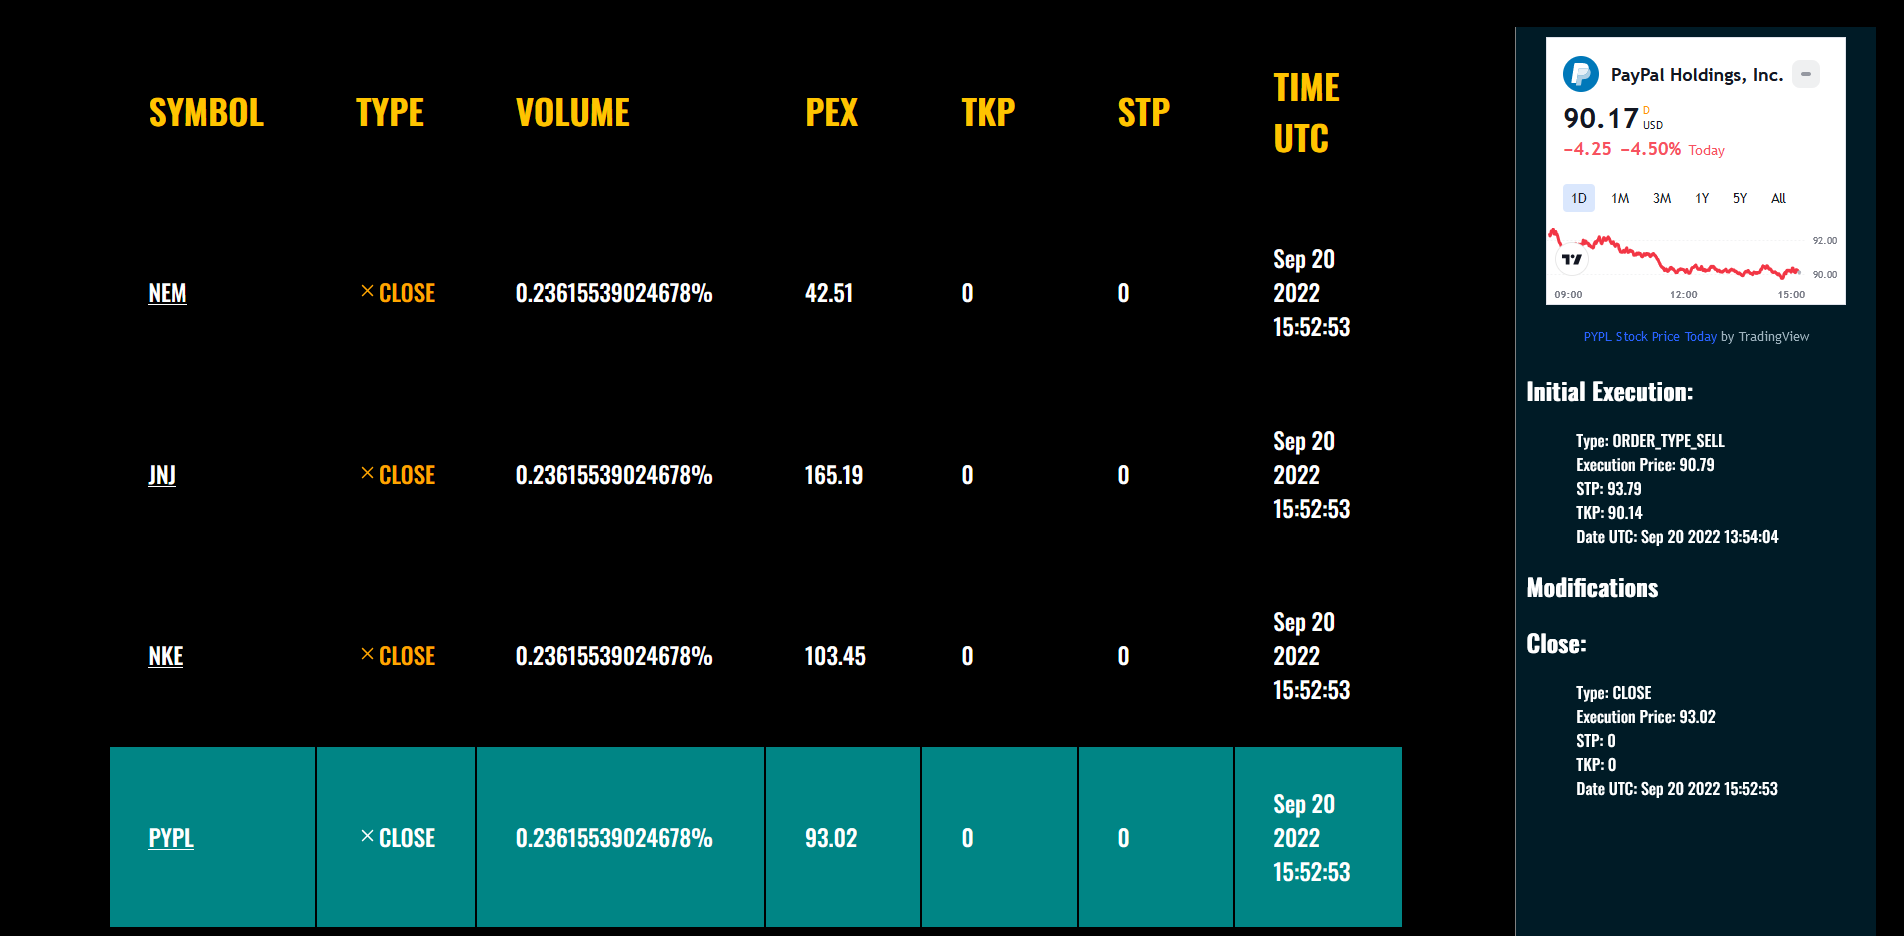 SYMBOL TYPE VOLUME PEX TKP STP TIME
UTC
NEM × CLOSE 0.23615539024678% 42.51 0 0 Sep 20
2022
15:52:53
JNJ × CLOSE 0.23615539024678% 165.19 0 0 Sep 20
2022
15:52:53
NKE × CLOSE 0.23615539024678% 103.45 0 0 Sep 20
2022
15:52:53
PYPL × CLOSE 0.23615539024678% 93.02 0 0 Sep 20
2022
15:52:53
PayPal Holdings, Inc.
90.17 D USD
−4.25 −4.50% Today
1D 1M 3M 1Y 5Y All
92.00
90.00
09:00 12:00 15:00
PYPL Stock Price Today by TradingView
Initial Execution:
Type: ORDER_TYPE_SELL
Execution Price: 90.79
STP: 93.79
TKP: 90.14
Date UTC: Sep 20 2022 13:54:04
Modifications
Close:
Type: CLOSE
Execution Price: 93.02
STP: 0
TKP: 0
Date UTC: Sep 20 2022 15:52:53